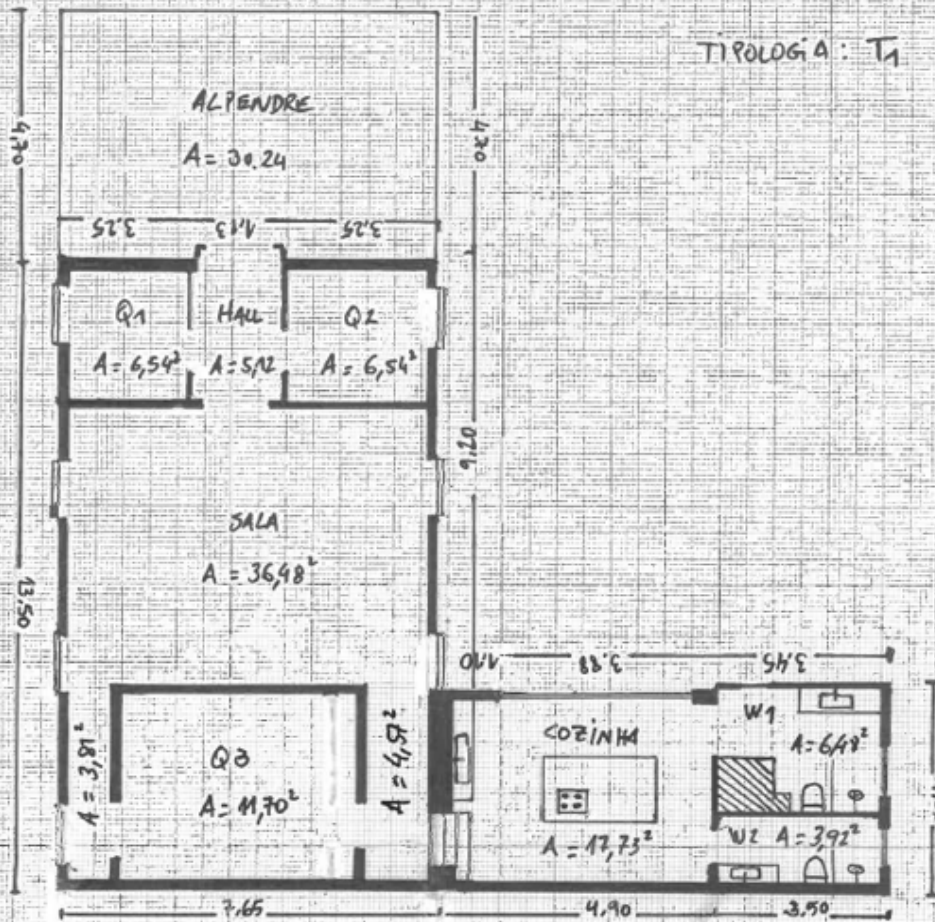 TIPOLOGIA: T1
ALPENDRE
A = 30.24
4,70
4,70
3,25
1,13
3,25
Q1
HALL
Q2
A = 6,54²
A = 5,12
A = 6,54²
9,20
SALA
A = 36,48²
13,50
1,10
3,88
3,45
W1
COZINHA
A = 6,48²
Q3
A = 11,70²
A = 3,81²
A = 4,57²
A = 17,73²
W2 A = 3,92²
7,65
4,90
3,50